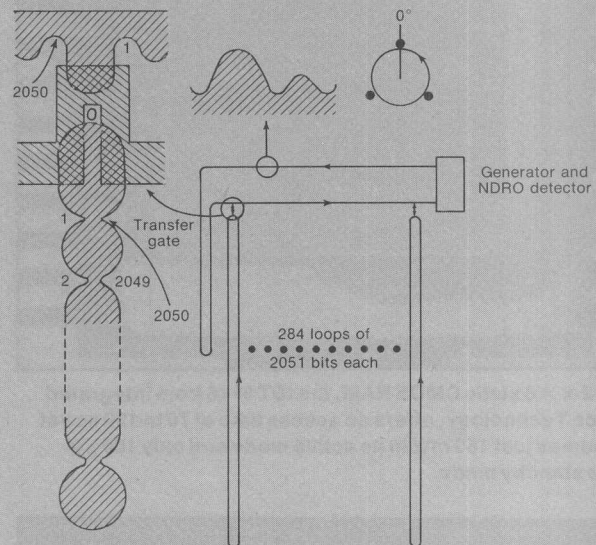 0°
1
2050
0
Generator and
NDRO detector
Transfer
gate
1
2
2049
2050
284 loops of
2051 bits each